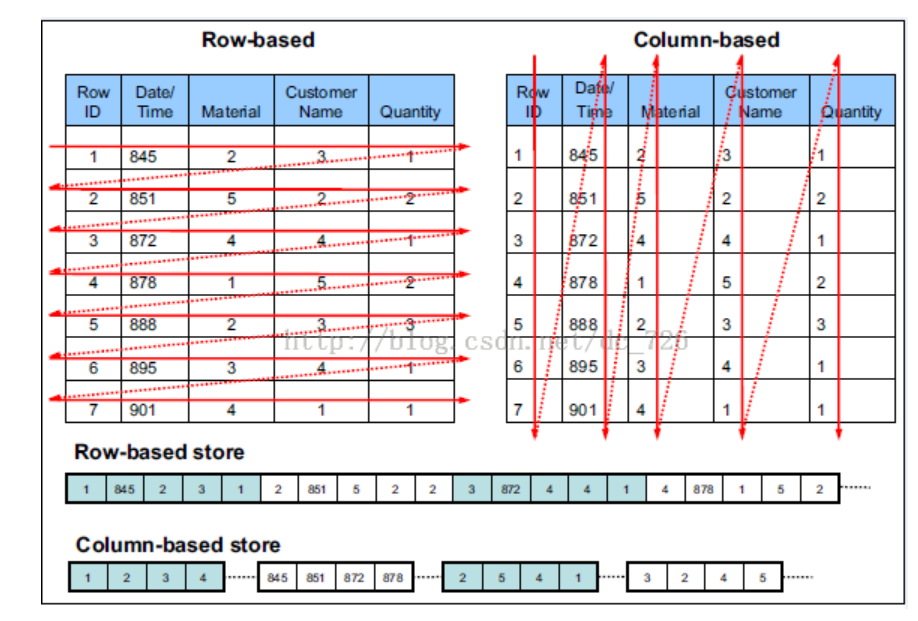 Row-based
Column-based
Row ID Date/ Time Material Customer Name Quantity
1 845 2 3 1
2 851 5 2 2
3 872 4 4 1
4 878 1 5 2
5 888 2 3 3
6 895 3 4 1
7 901 4 1 1
Row ID Date/ Time Material Customer Name Quantity
1 845 2 3 1
2 851 5 2 2
3 872 4 4 1
4 878 1 5 2
5 888 2 3 3
6 895 3 4 1
7 901 4 1 1
http://blog.csdn.net/dc_726
Row-based store
1 845 2 3 1 2 851 5 2 2 3 872 4 4 1 4 878 1 5 2
Column-based store
1 2 3 4 845 851 872 878 2 5 4 1 3 2 4 5